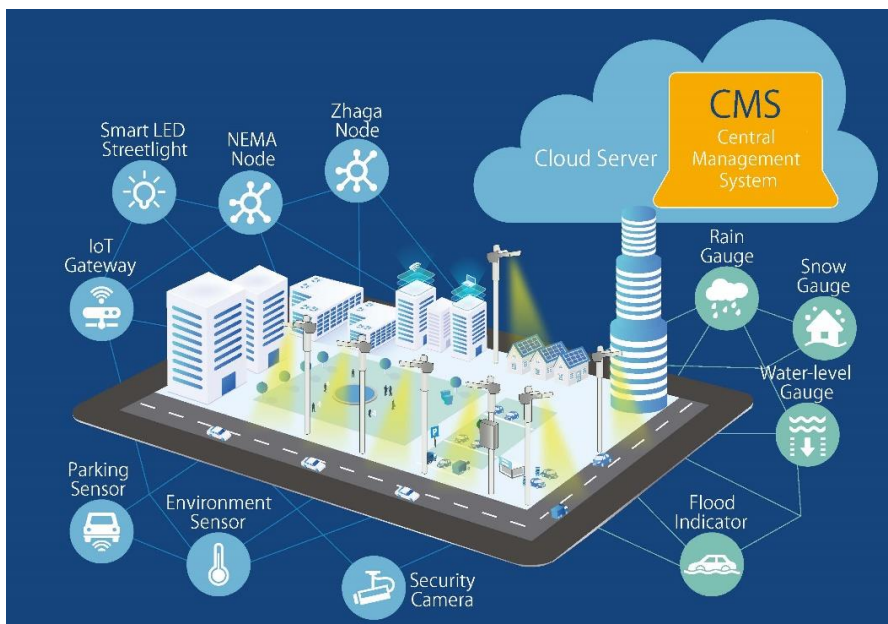 CMS
Central
Management
System
Cloud Server
Zhaga
Node
NEMA
Node
Smart LED
Streetlight
IoT
Gateway
Rain
Gauge
Snow
Gauge
Water-level
Gauge
P
Parking
Sensor
Environment
Sensor
Security
Camera
Flood
Indicator